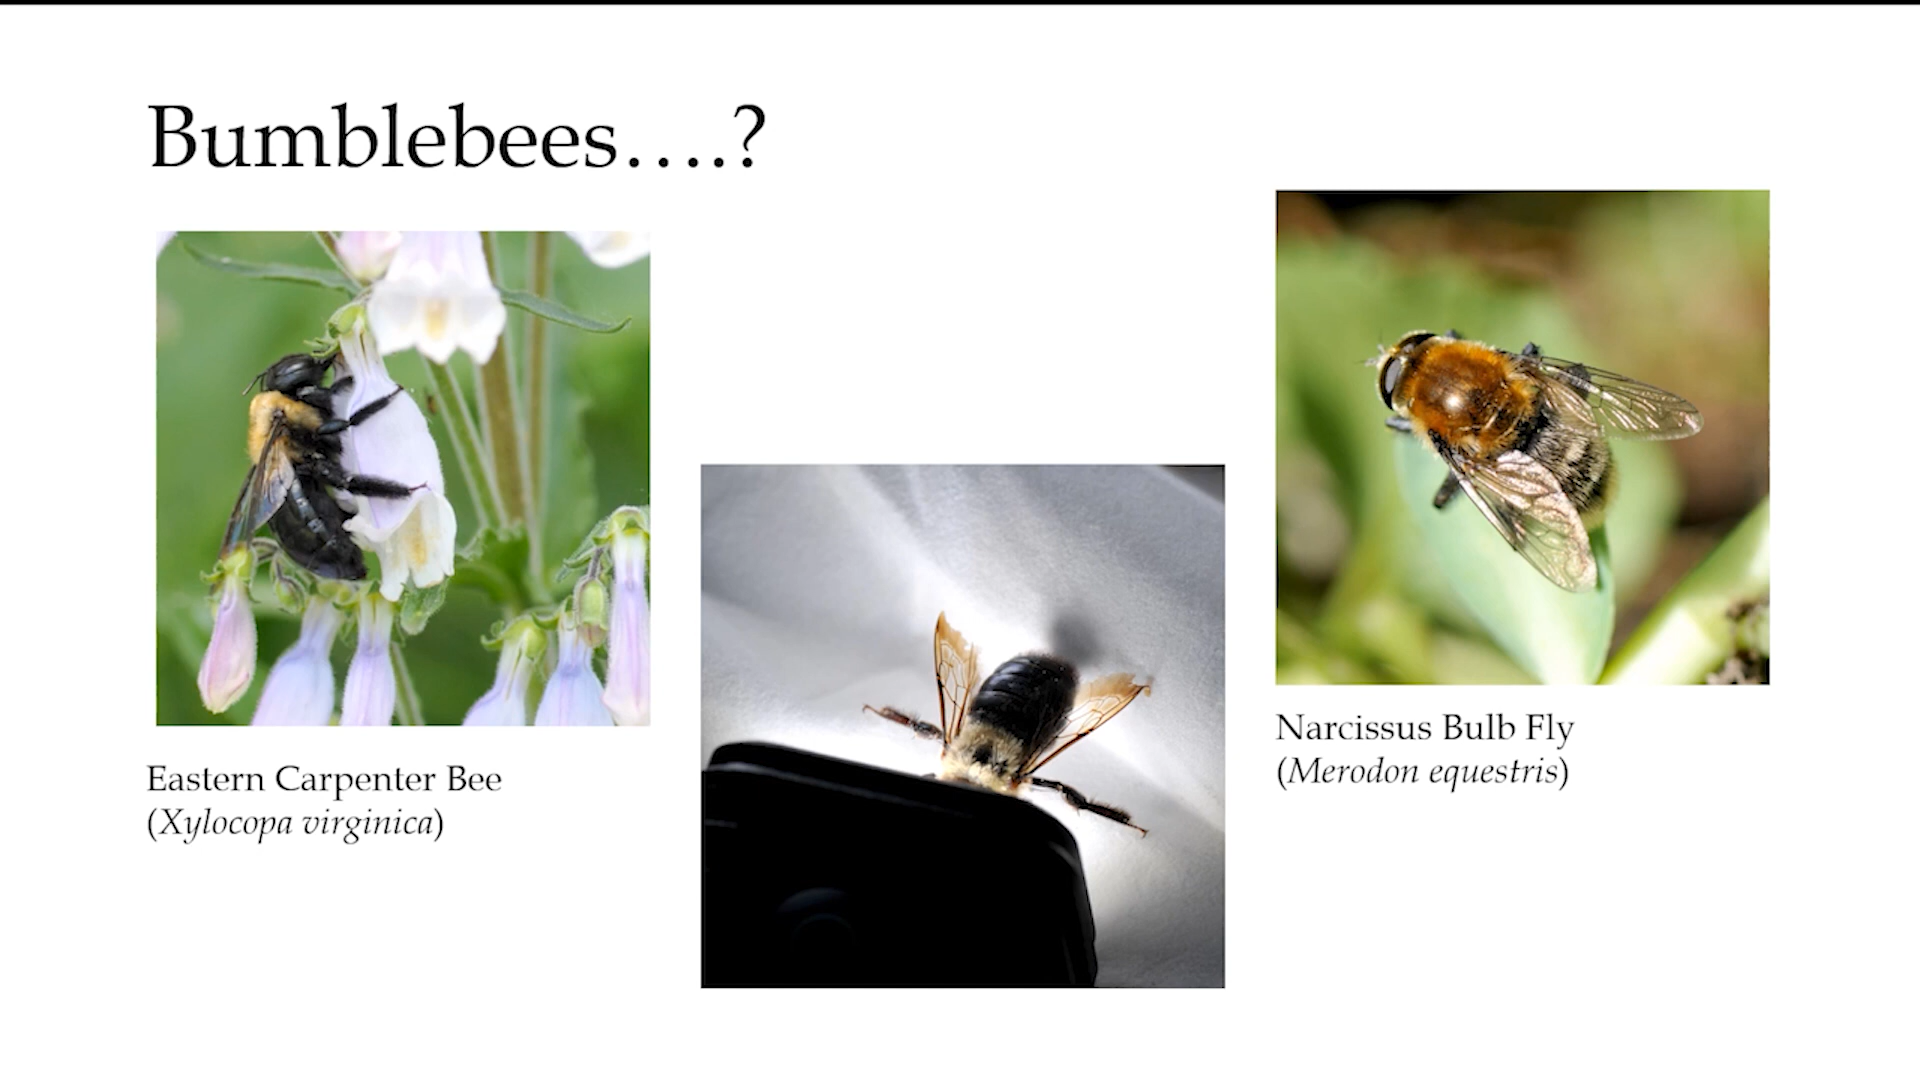 Bumblebees….?
Eastern Carpenter Bee
(Xylocopa virginica)
Narcissus Bulb Fly
(Merodon equestris)